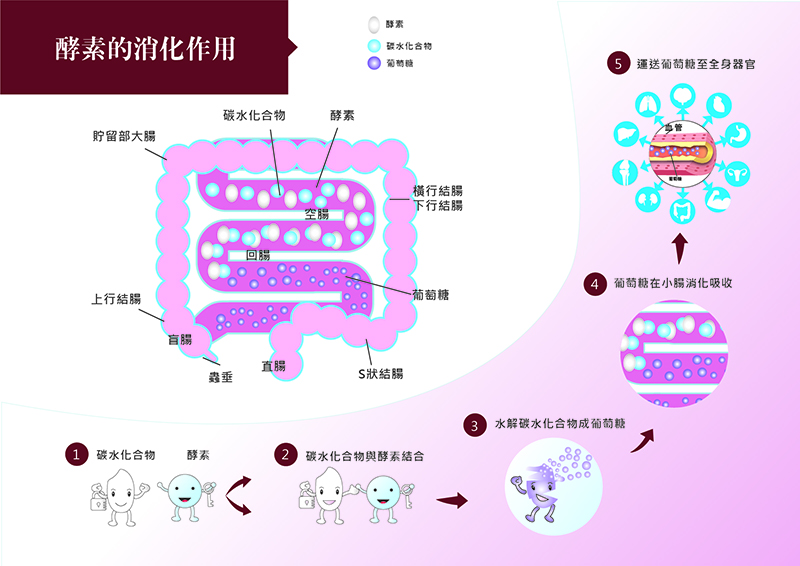 酵素的消化作用
酵素
碳水化合物
葡萄糖
碳水化合物
酵素
貯留部大腸
橫行結腸
下行結腸
空腸
回腸
葡萄糖
上行結腸
盲腸
蟲垂
直腸
S狀結腸
1 碳水化合物 酵素
2 碳水化合物與酵素結合
3 水解碳水化合物成葡萄糖
4 葡萄糖在小腸消化吸收
5 運送葡萄糖至全身器官
血管
葡萄糖